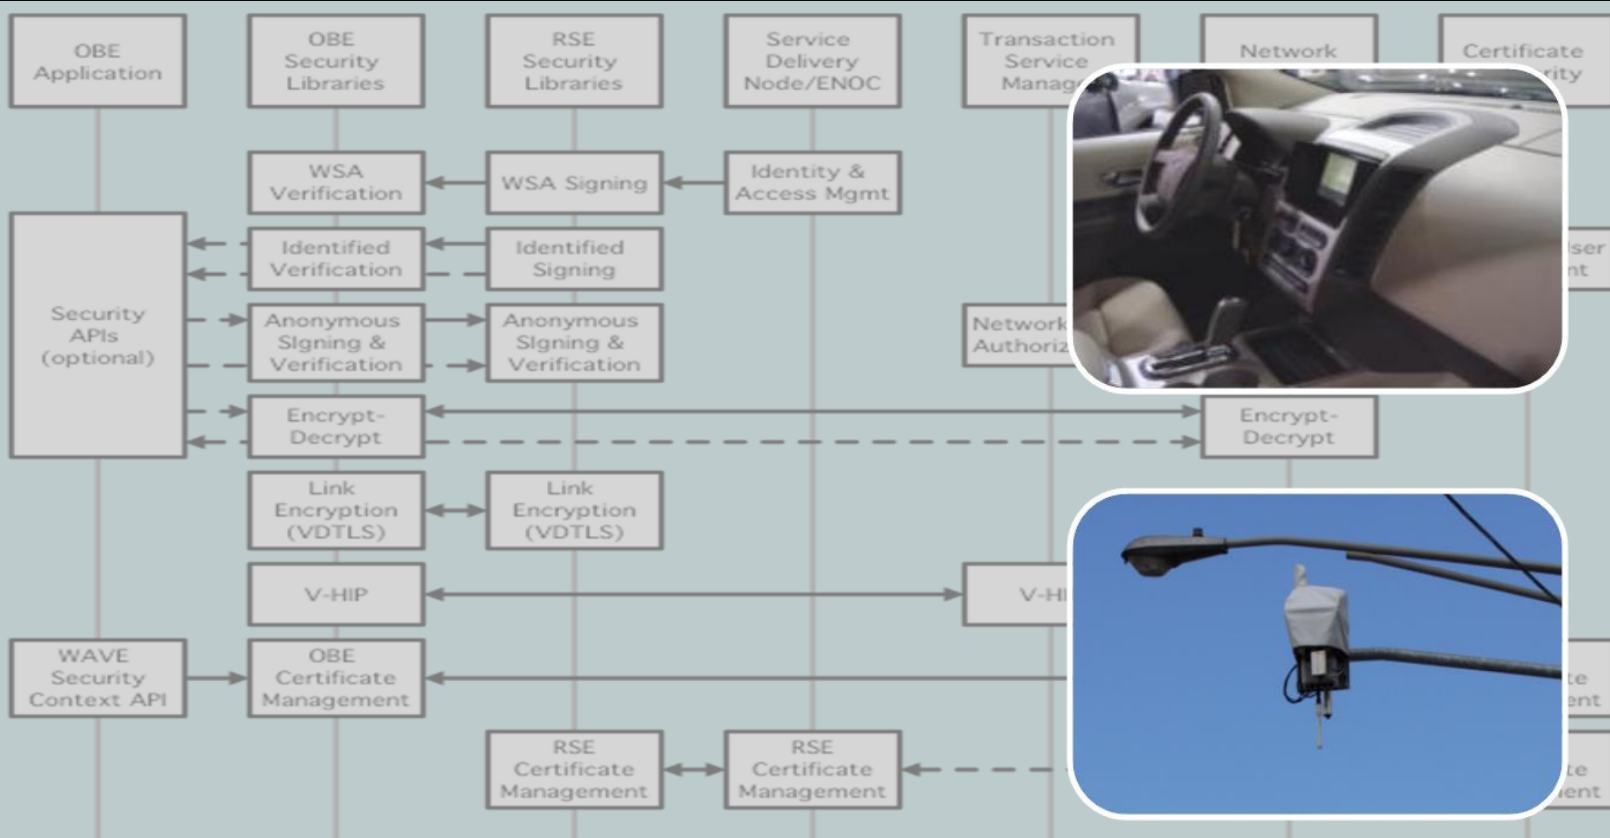 OBE
Application
OBE
Security
Libraries
RSE
Security
Libraries
Service
Delivery
Node/ENOC
Transaction
Service
Network
Certificate
WSA
Verification
WSA Signing
Identity &
Access Mgmt
Identified
Verification
Identified
Signing
Security
APIs
(optional)
Anonymous
SIgning &
Verification
Anonymous
SIgning &
Verification
Network
Encrypt-
Decrypt
Encrypt-
Decrypt
Link
Encryption
(VDTLS)
Link
Encryption
(VDTLS)
V-HIP
WAVE
Security
Context API
OBE
Certificate
Management
RSE
Certificate
Management
RSE
Certificate
Management